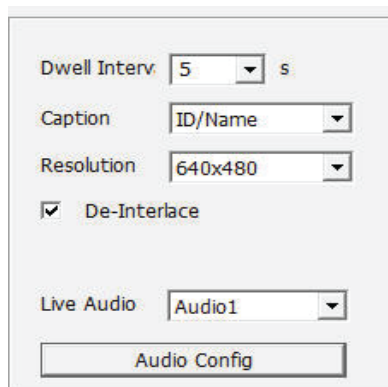 Dwell Interv: 5 s
Caption ID/Name
Resolution 640x480
De-Interlace
Live Audio Audio1
Audio Config